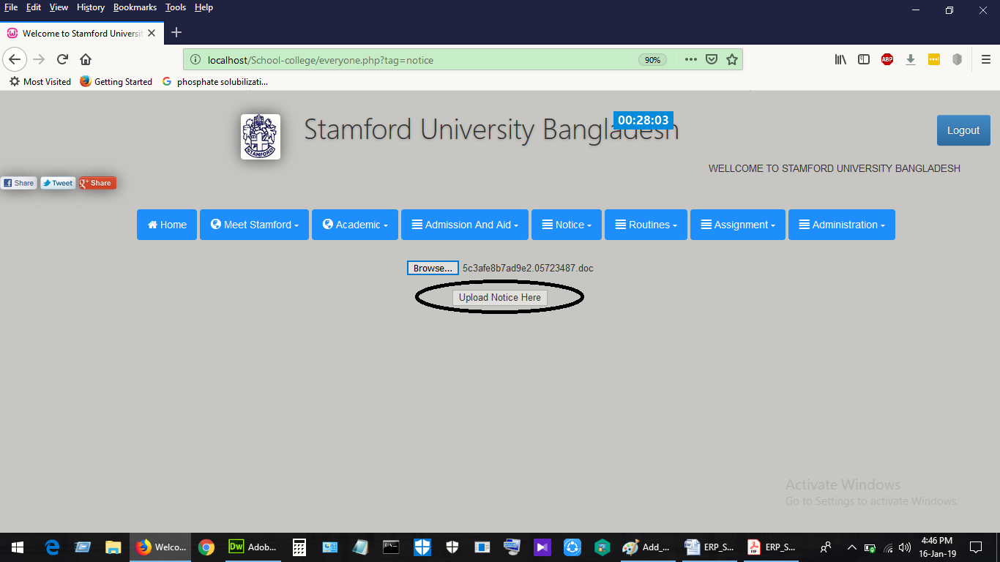 File Edit View History Bookmarks Tools Help
Welcome to Stamford Universit
localhost/School-college/everyone.php?tag=notice 90% ABP
Most Visited Getting Started phosphate solubilizati...
STAMFORD
Stamford University Bangladesh
00:28:03
Logout
WELLCOME TO STAMFORD UNIVERSITY BANGLADESH
Share Tweet Share
Home Meet Stamford Academic Admission And Aid Notice Routines Assignment Administration
Browse... 5c3afe8b7ad9e2.05723487.doc
Upload Notice Here
Activate Windows
Go to Settings to activate Windows.
Welco... Dw Adob... Add_... ERP_S... ERP_S... 4:46 PM
16-Jan-19